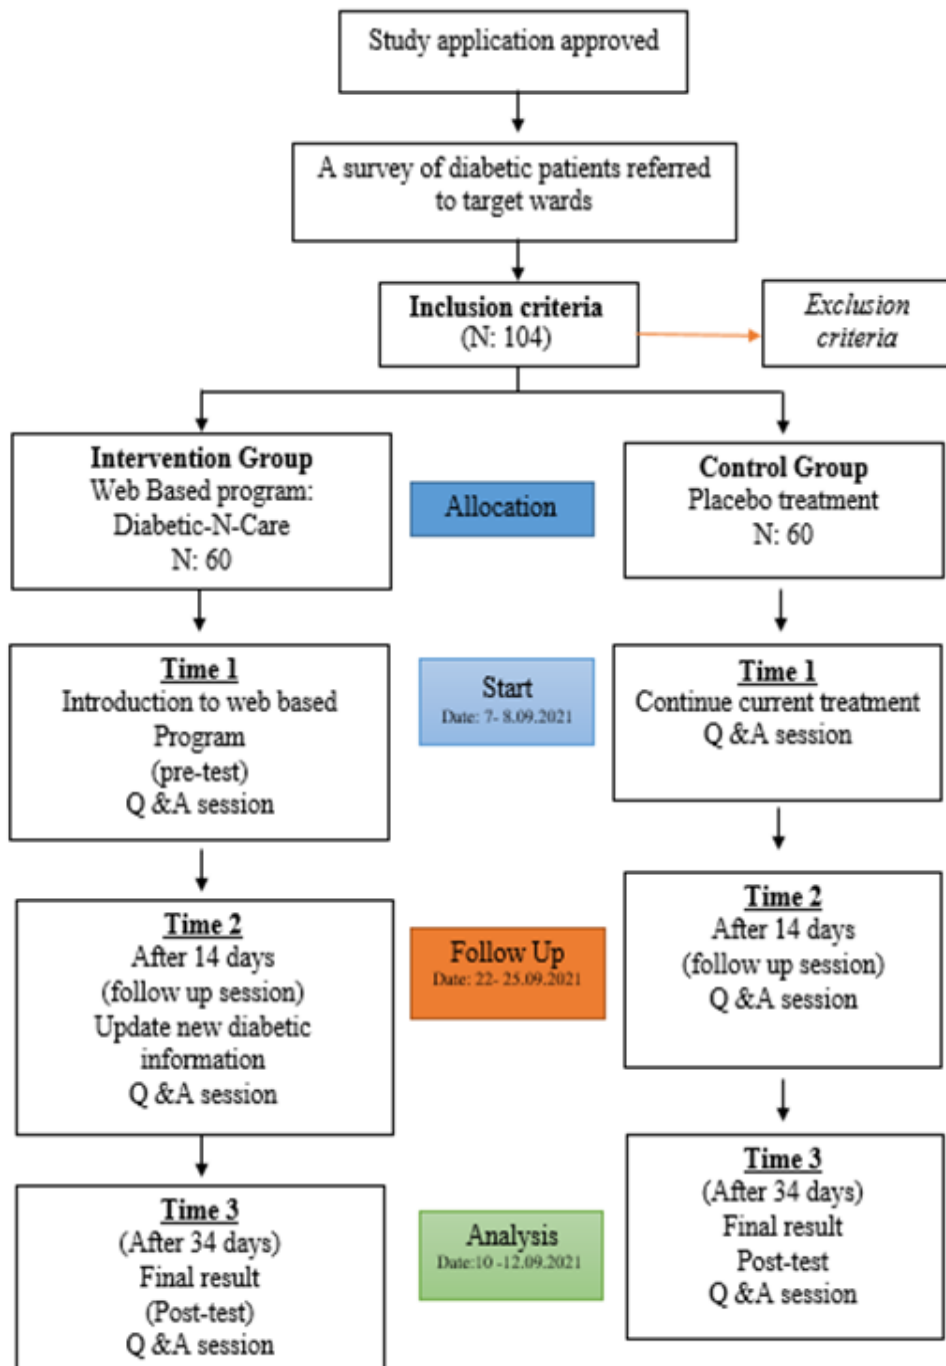 Study application approved
A survey of diabetic patients referred
to target wards
Inclusion criteria
(N: 104)
Exclusion
criteria
Intervention Group
Web Based program:
Diabetic-N-Care
N: 60
Allocation
Control Group
Placebo treatment
N: 60
Time 1
Introduction to web based
Program
(pre-test)
Q &A session
Start
Date: 7- 8.09.2021
Time 1
Continue current treatment
Q &A session
Time 2
After 14 days
(follow up session)
Update new diabetic
information
Q &A session
Follow Up
Date: 22- 25.09.2021
Time 2
After 14 days
(follow up session)
Q &A session
Time 3
(After 34 days)
Final result
(Post-test)
Q &A session
Analysis
Date:10 -12.09.2021
Time 3
(After 34 days)
Final result
Post-test
Q &A session